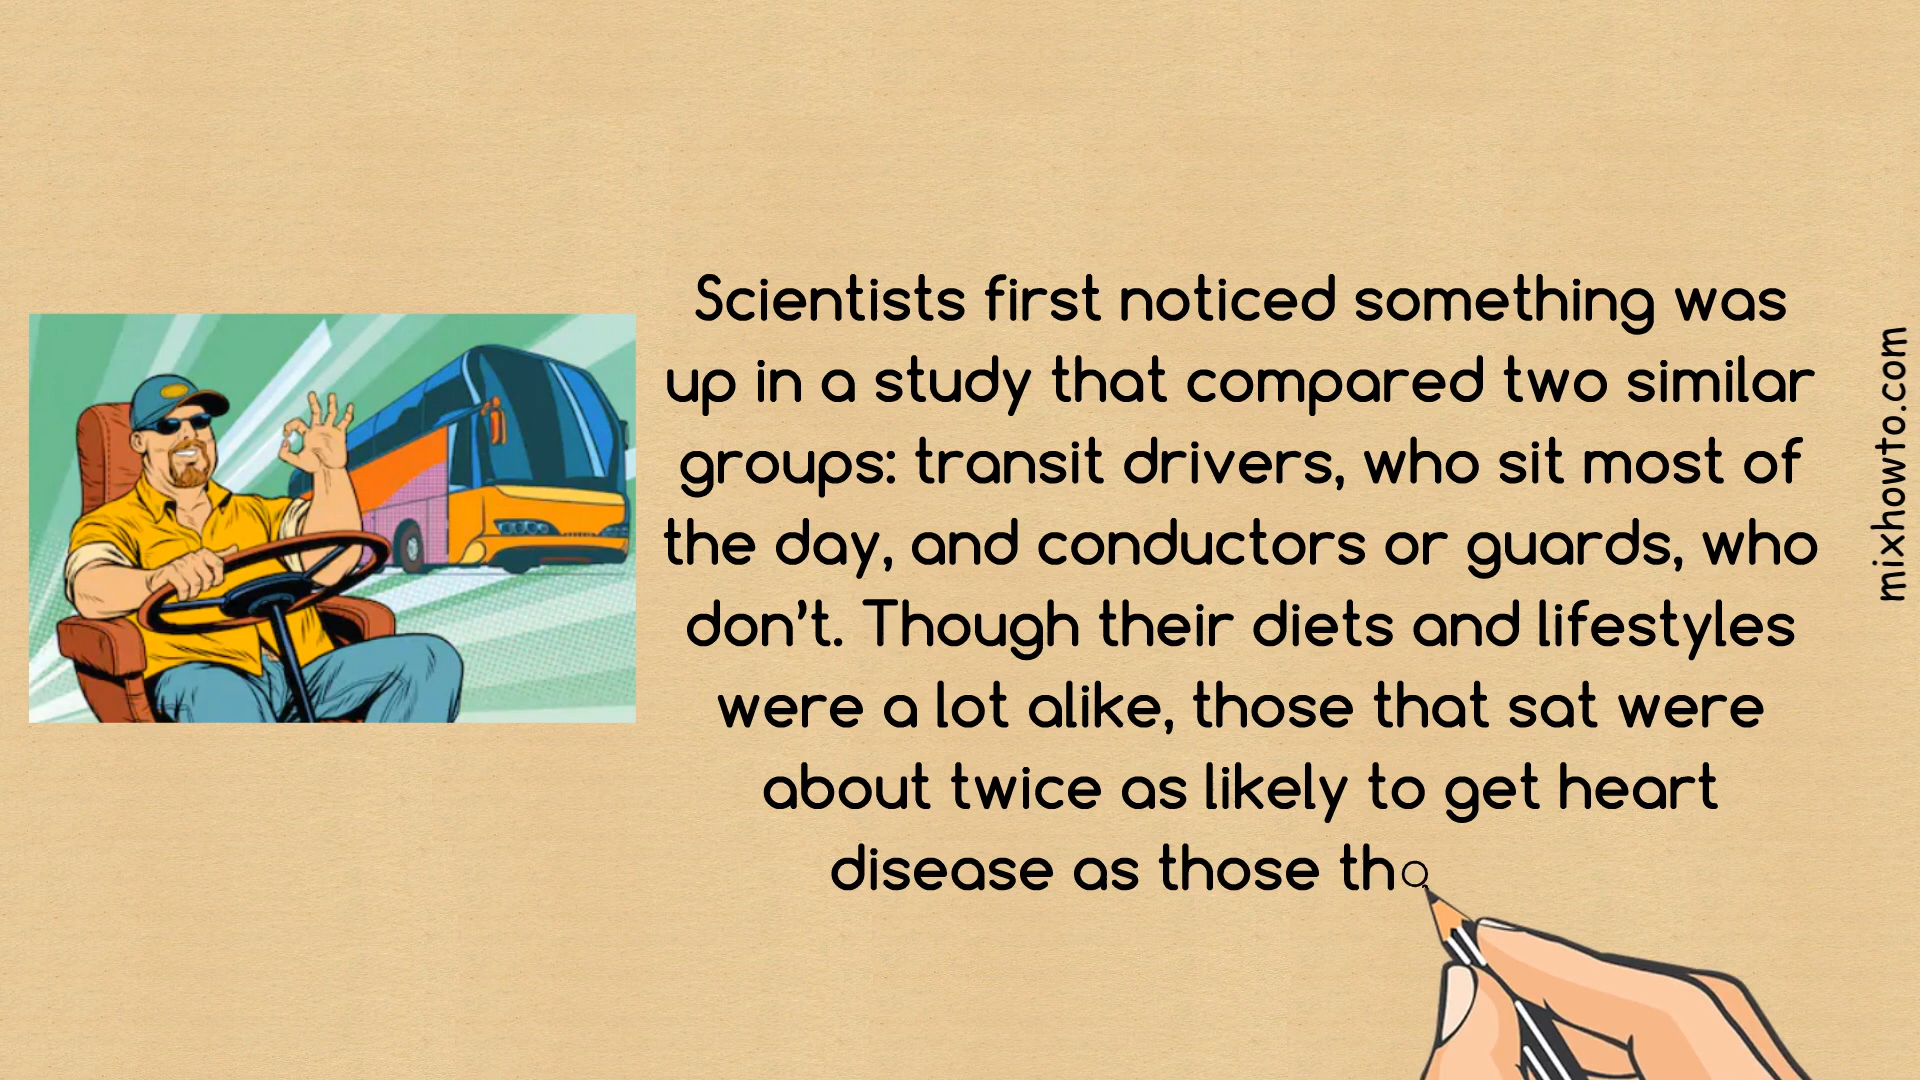 Scientists first noticed something was
up in a study that compared two similar
groups: transit drivers, who sit most of
the day, and conductors or guards, who
don’t. Though their diets and lifestyles
were a lot alike, those that sat were
about twice as likely to get heart
disease as those tha
mixhowto.com